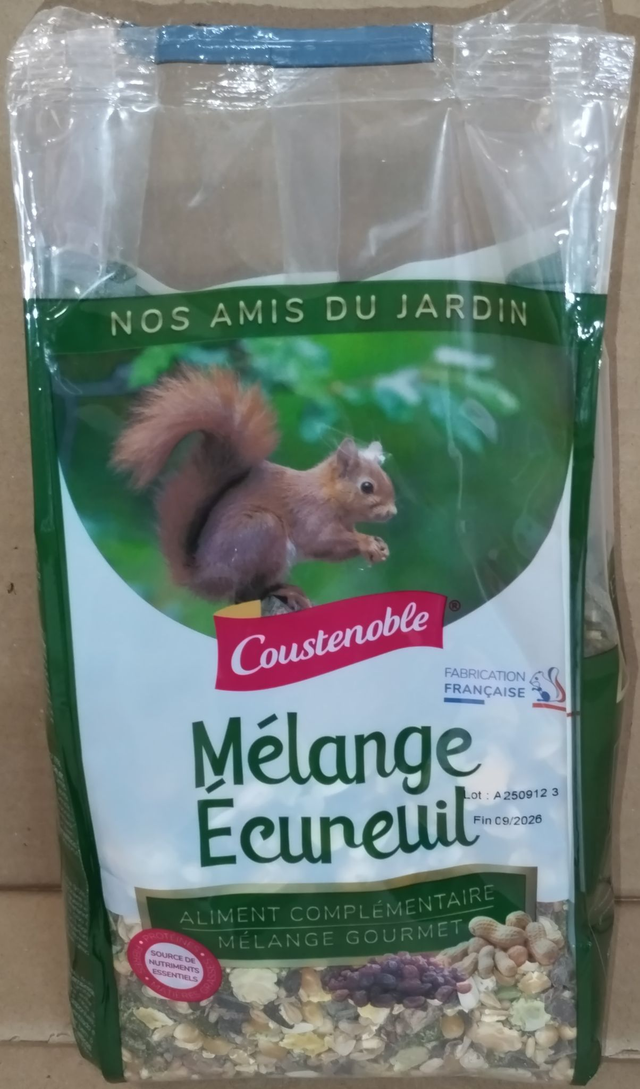 NOS AMIS DU JARDIN
Coustenoble®
FABRICATION
FRANÇAISE
Mélange
Écureuil
Lot : A250912 3
Fin 09/2026
ALIMENT COMPLÉMENTAIRE
MÉLANGE GOURMET
SOURCE DE
NUTRIMENTS
ESSENTIELS